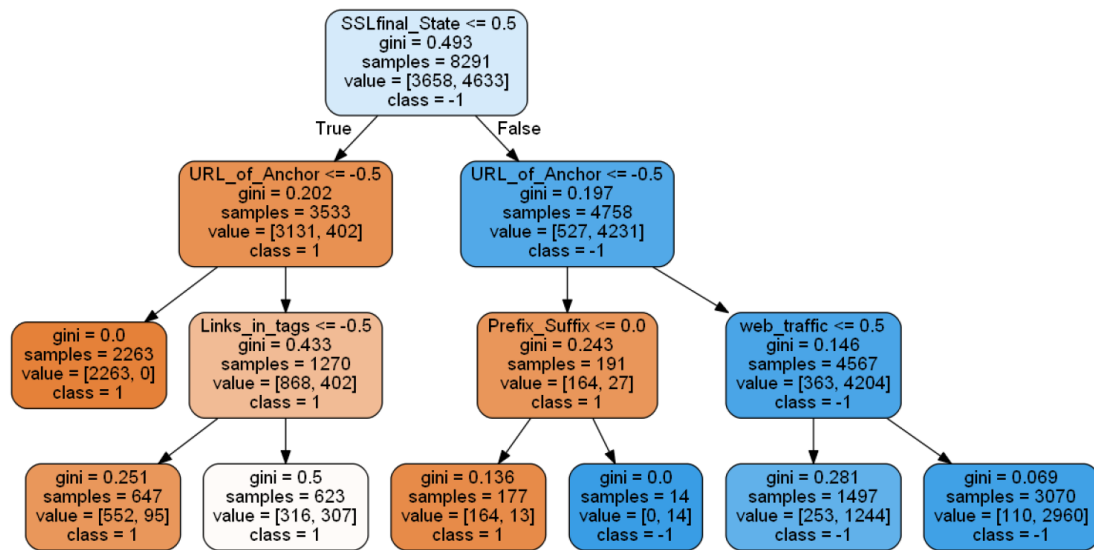 SSLfinal_State <= 0.5
gini = 0.493
samples = 8291
value = [3658, 4633]
class = -1
True
False
URL_of_Anchor <= -0.5
gini = 0.202
samples = 3533
value = [3131, 402]
class = 1
URL_of_Anchor <= -0.5
gini = 0.197
samples = 4758
value = [527, 4231]
class = -1
gini = 0.0
samples = 2263
value = [2263, 0]
class = 1
Links_in_tags <= -0.5
gini = 0.433
samples = 1270
value = [868, 402]
class = 1
Prefix_Suffix <= 0.0
gini = 0.243
samples = 191
value = [164, 27]
class = 1
web_traffic <= 0.5
gini = 0.146
samples = 4567
value = [363, 4204]
class = -1
gini = 0.251
samples = 647
value = [552, 95]
class = 1
gini = 0.5
samples = 623
value = [316, 307]
class = 1
gini = 0.136
samples = 177
value = [164, 13]
class = 1
gini = 0.0
samples = 14
value = [0, 14]
class = -1
gini = 0.281
samples = 1497
value = [253, 1244]
class = -1
gini = 0.069
samples = 3070
value = [110, 2960]
class = -1